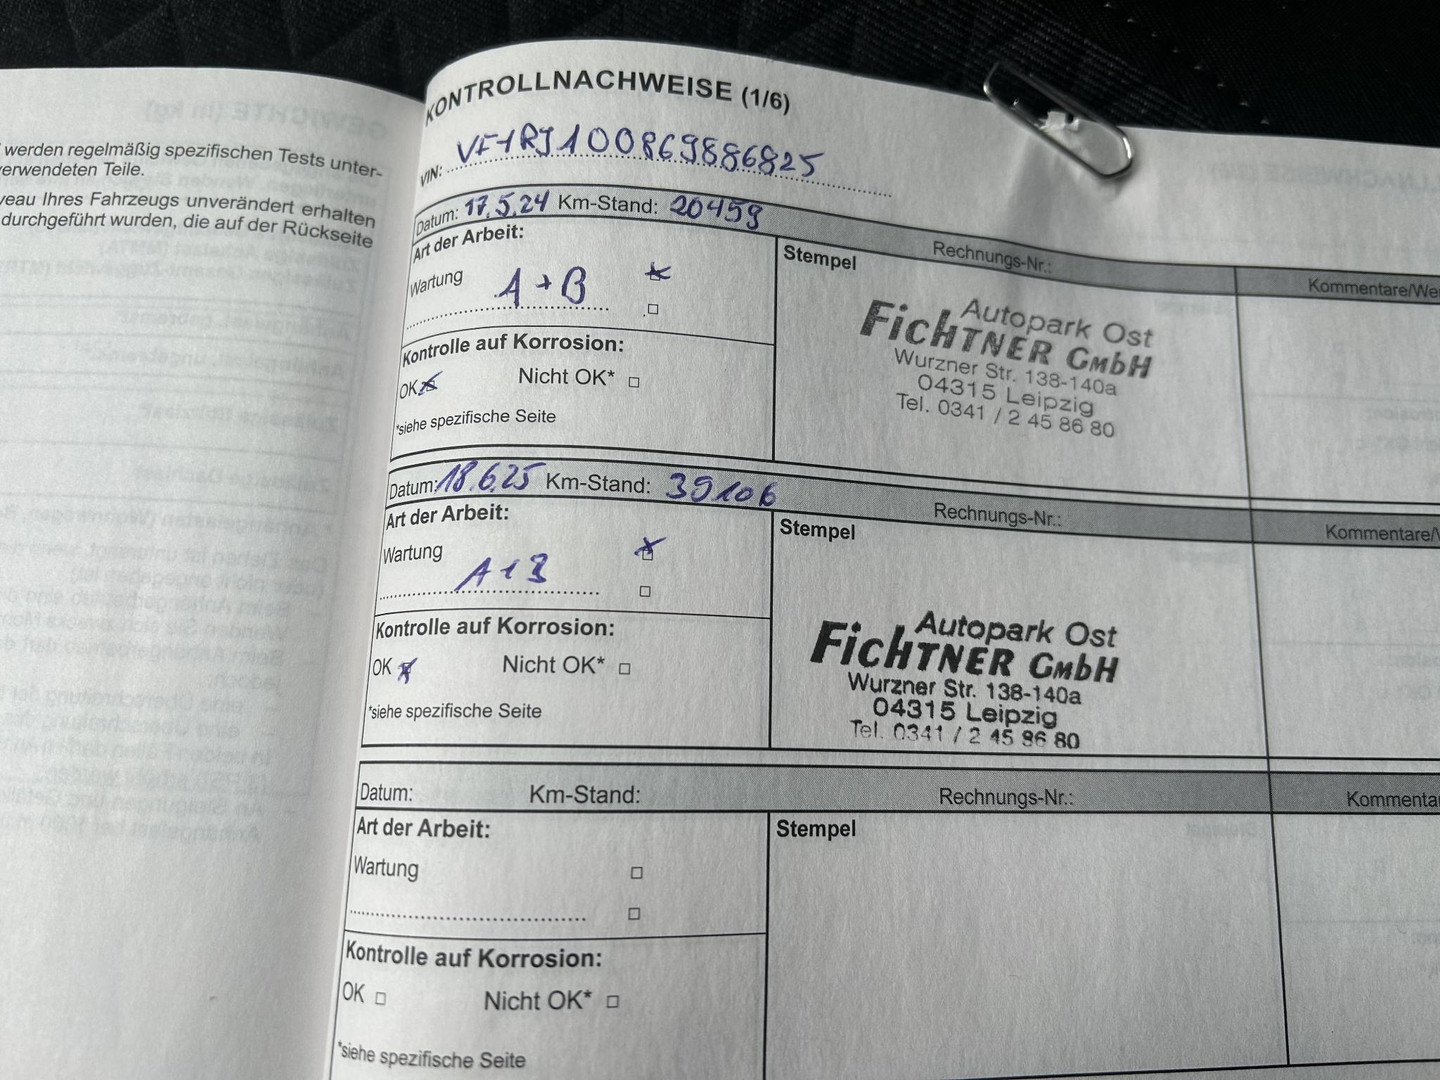 werden regelmäßig spezifischen Tests unter-
verwendeten Teile.
veau Ihres Fahrzeugs unverändert erhalten
durchgeführt wurden, die auf der Rückseite
KONTROLLNACHWEISE (1/6)
VIN: VF1RJ100869886825
Datum: 17.5.24 Km-Stand: 20459
Rechnungs-Nr.:
Kommentare/We
Art der Arbeit:
Wartung
A + B
Kontrolle auf Korrosion:
OK Nicht OK*
*siehe spezifische Seite
Stempel
Autopark Ost
FICHTNER GMBH
Wurzner Str. 138-140a
04315 Leipzig
Tel. 0341 / 2 45 86 80
Datum: 18.6.25 Km-Stand: 39106
Rechnungs-Nr.:
Kommentare/
Art der Arbeit:
Wartung
A + B
Kontrolle auf Korrosion:
OK Nicht OK*
*siehe spezifische Seite
Stempel
Autopark Ost
FICHTNER GMBH
Wurzner Str. 138-140a
04315 Leipzig
Tel. 0341 / 2 45 86 80
Datum: Km-Stand:
Rechnungs-Nr.:
Kommenta
Art der Arbeit:
Wartung
Kontrolle auf Korrosion:
OK Nicht OK*
*siehe spezifische Seite
Stempel